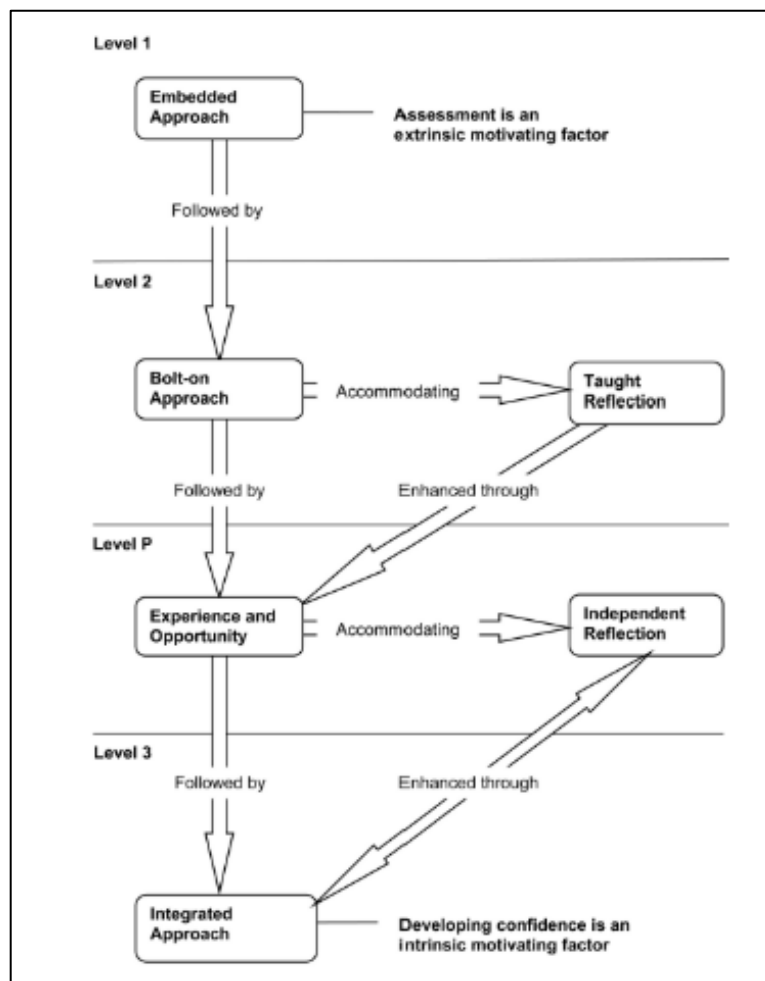 Level 1
Embedded
Approach
Assessment is an
extrinsic motivating factor
Followed by
Level 2
Bolt-on
Approach
Accommodating
Taught
Reflection
Followed by
Enhanced through
Level P
Experience and
Opportunity
Accommodating
Independent
Reflection
Level 3
Followed by
Enhanced through
Integrated
Approach
Developing confidence is an
intrinsic motivating factor